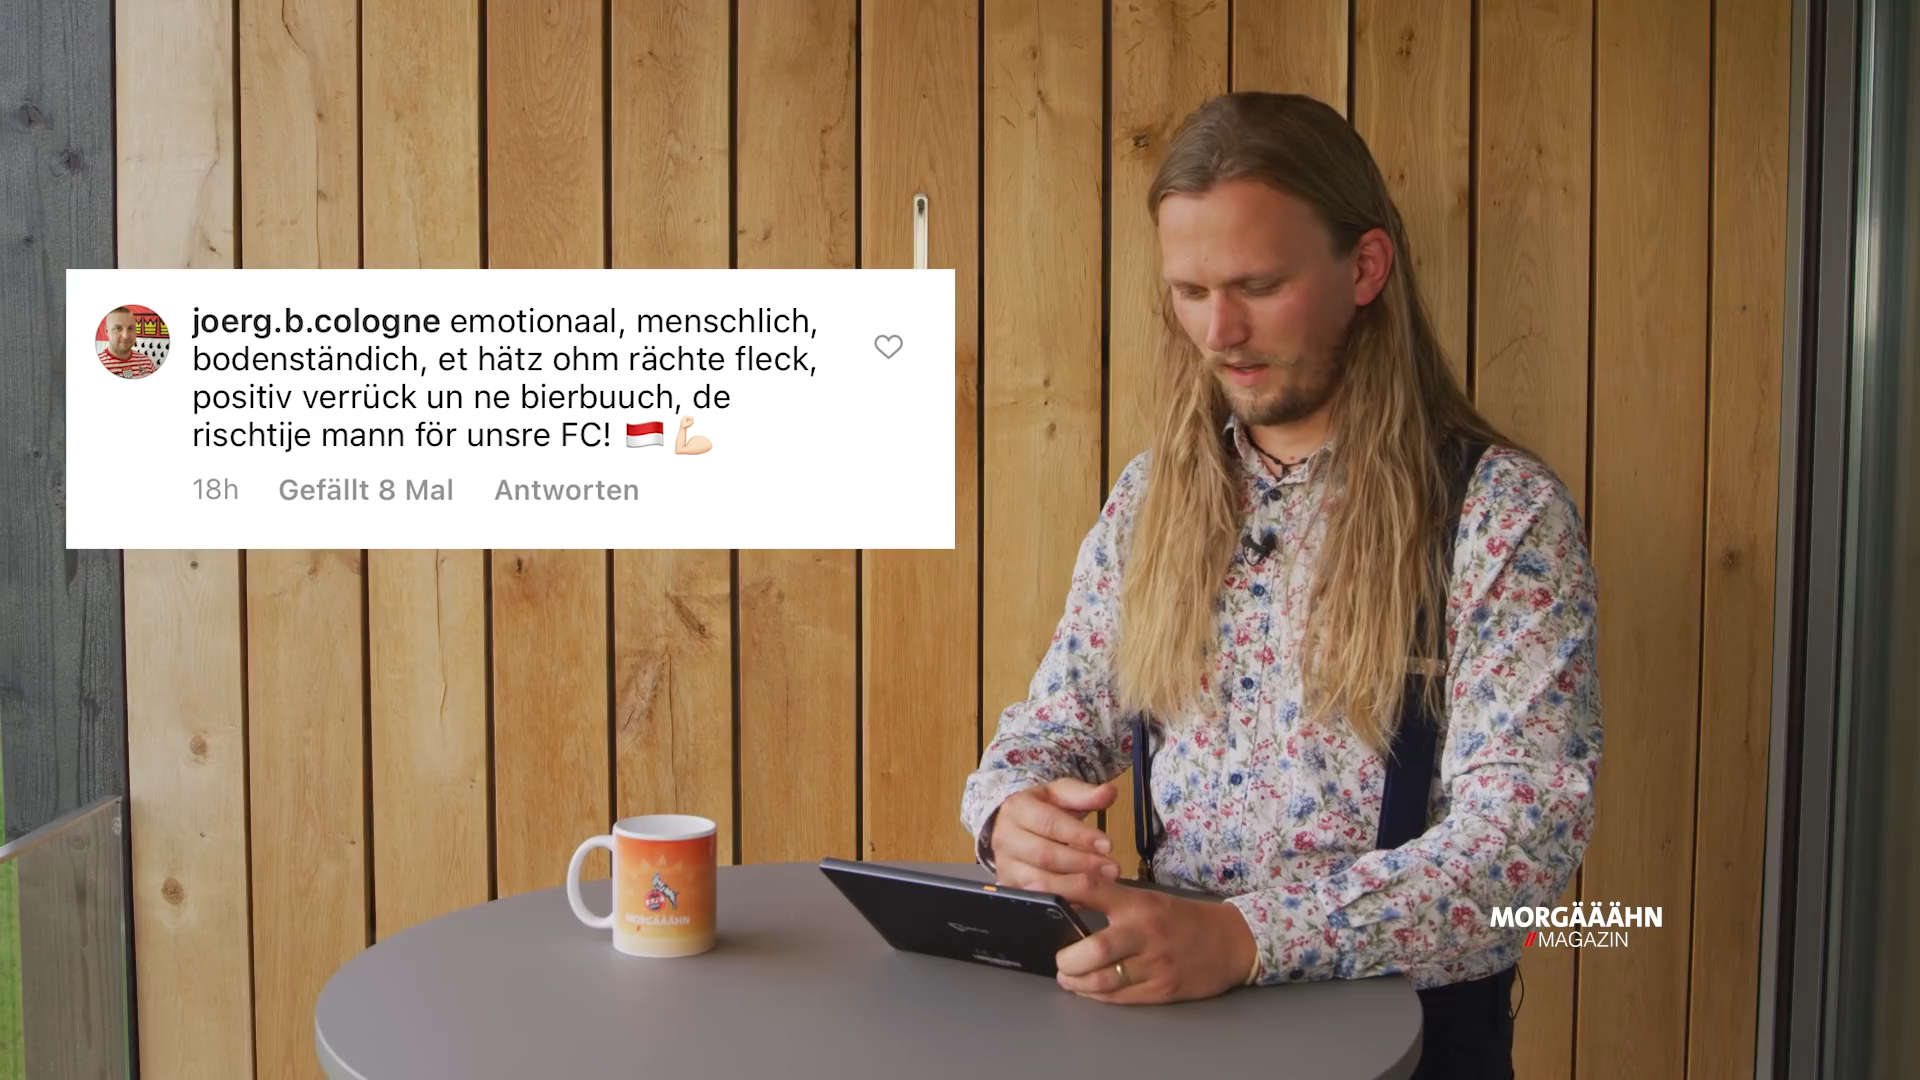 joerg.b.cologne emotionaal, menschlich,
bodenständich, et hätz ohm rächte fleck,
positiv verrück un ne bierbuuch, de
rischtije mann för unsre FC! 🇮🇩💪🏻
18h Gefällt 8 Mal Antworten
MORGÄÄÄHN
MORGÄÄÄHN
//MAGAZIN